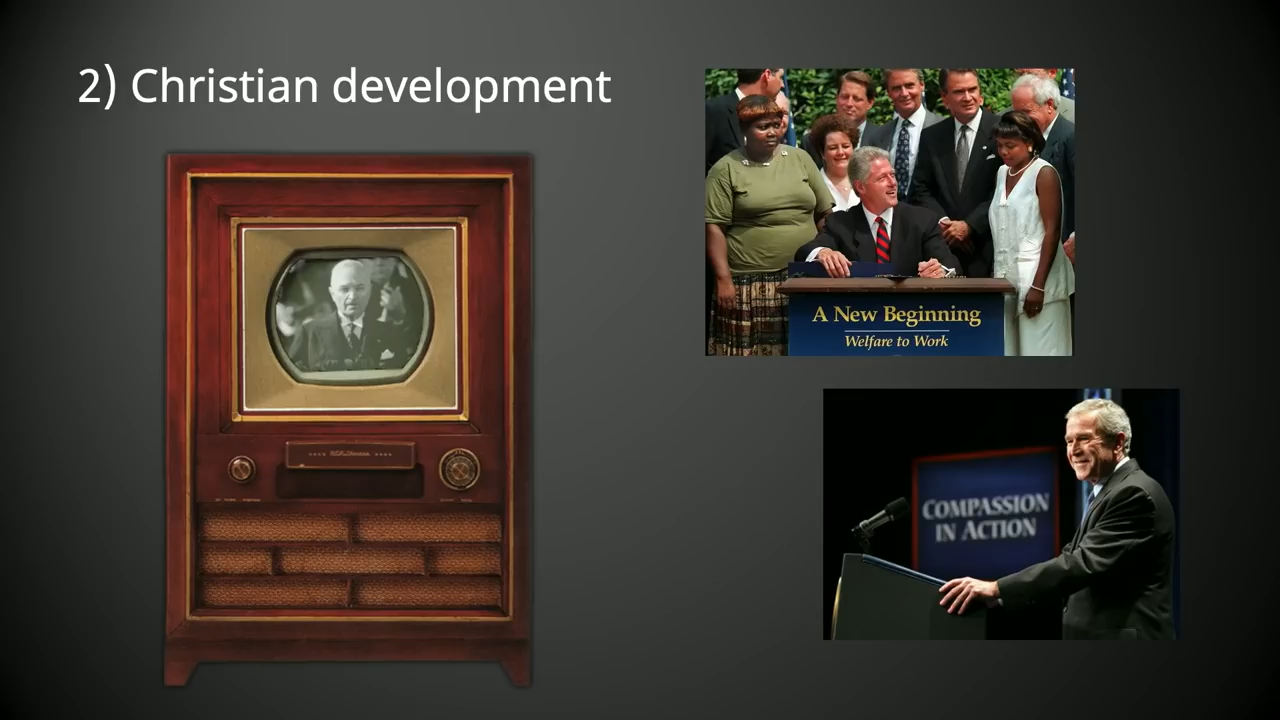 2) Christian development
A New Beginning
Welfare to Work
COMPASSION
IN ACTION